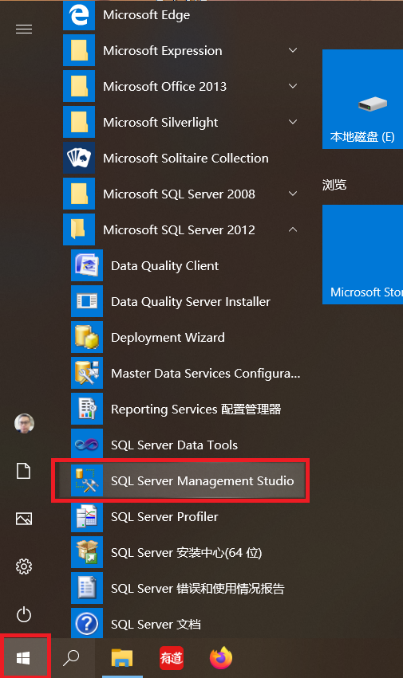 Microsoft Edge
Microsoft Expression
Microsoft Office 2013
本地磁盘 (E)
Microsoft Silverlight
Microsoft Solitaire Collection
浏览
Microsoft SQL Server 2008
Microsoft SQL Server 2012
Data Quality Client
Microsoft Stor
Data Quality Server Installer
Deployment Wizard
Master Data Services Configura...
Reporting Services 配置管理器
SQL Server Data Tools
SQL Server Management Studio
SQL Server Profiler
SQL Server 安装中心(64 位)
SQL Server 错误和使用情况报告
SQL Server 文档
有道